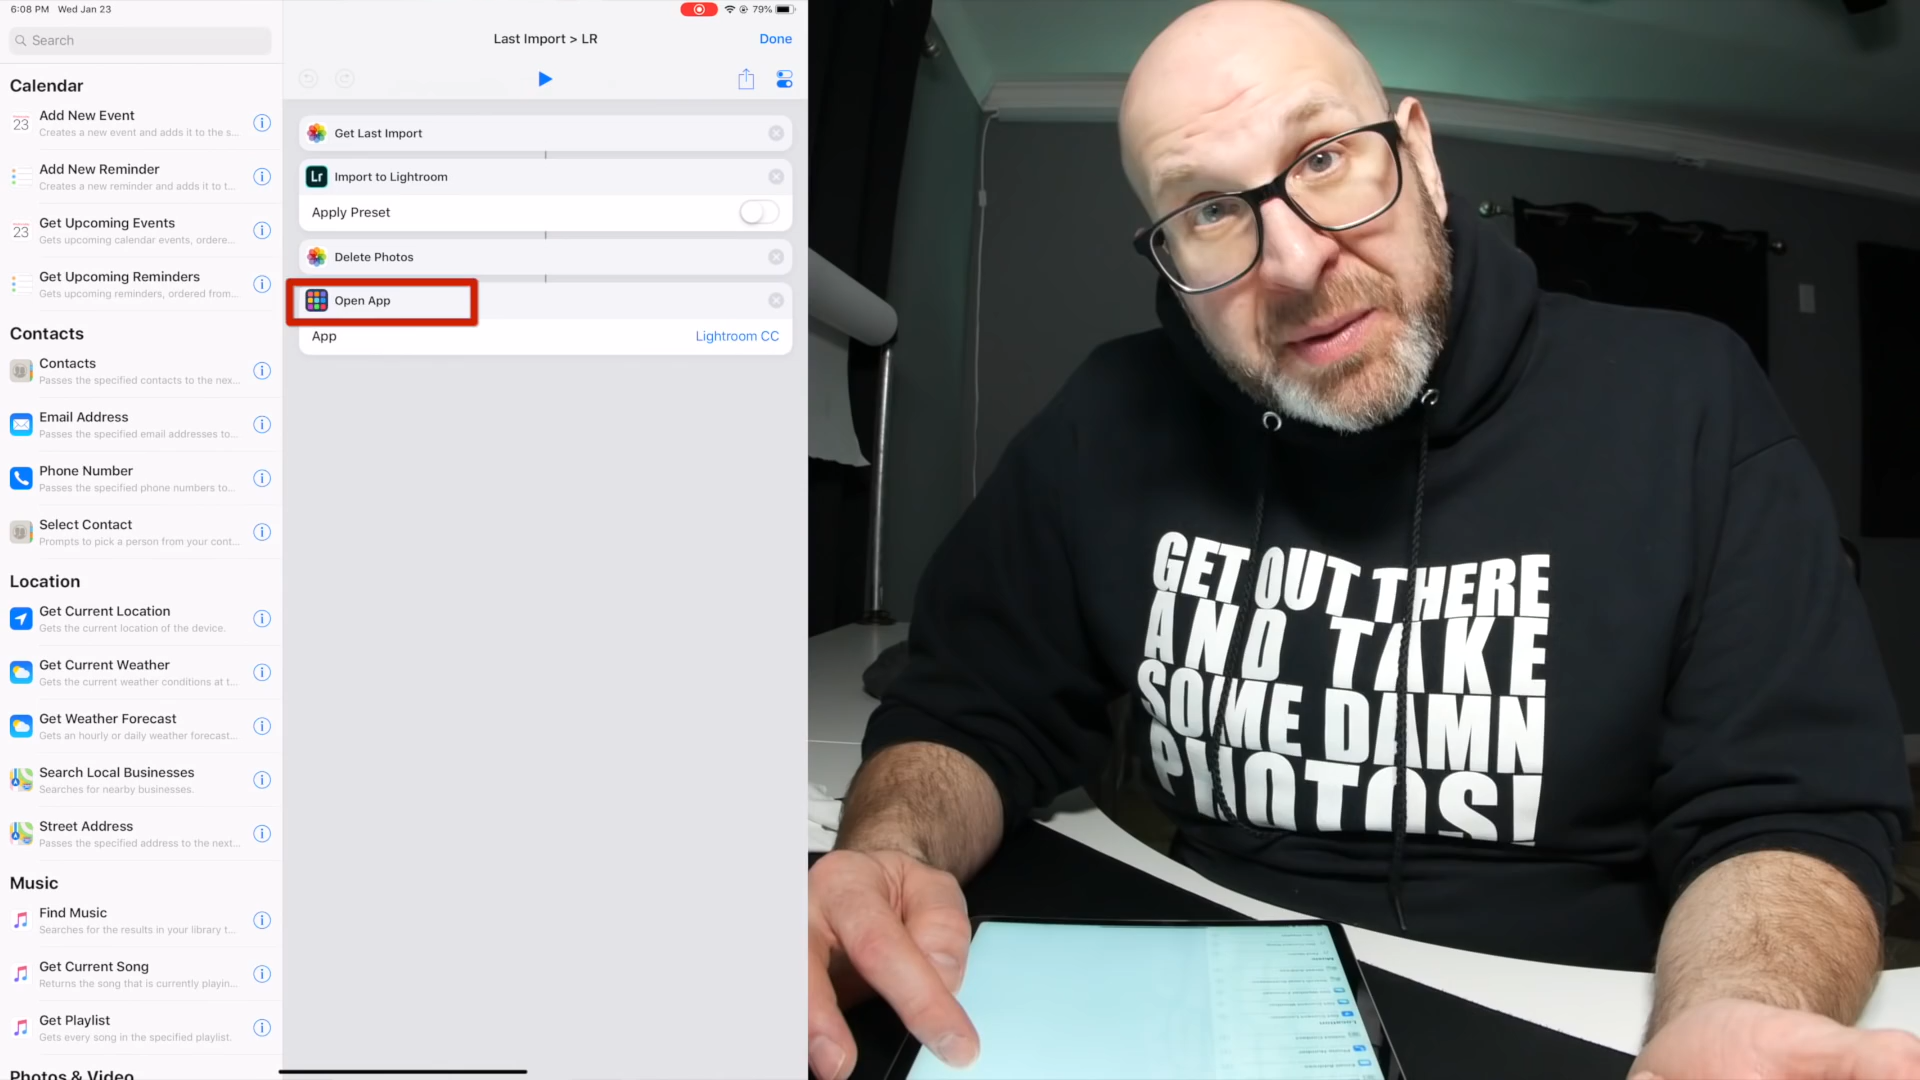 6:08 PM Wed Jan 23
79%
Search
Last Import > LR
Done
Calendar
23
Add New Event
Creates a new event and adds it to the s...
Add New Reminder
Creates a new reminder and adds it to t...
23
Get Upcoming Events
Gets upcoming calendar events, ordere...
Get Upcoming Reminders
Gets upcoming reminders, ordered from...
Contacts
Contacts
Passes the specified contacts to the nex...
Email Address
Passes the specified email addresses to...
Phone Number
Passes the specified phone numbers to...
Select Contact
Prompts to pick a person from your cont...
Location
Get Current Location
Gets the current location of the device.
Get Current Weather
Gets the current weather conditions at t...
Get Weather Forecast
Gets an hourly or daily weather forecast...
Search Local Businesses
Searches for nearby businesses.
Street Address
Passes the specified address to the next...
Music
Find Music
Searches for the results in your library t...
Get Current Song
Returns the song that is currently playin...
Get Playlist
Gets every song in the specified playlist.
Photos & Video
Get Last Import
Lr Import to Lightroom
Apply Preset
Delete Photos
Open App
App Lightroom CC
GET OUT THERE
AND TAKE
SOME DAMN
PHOTOS!